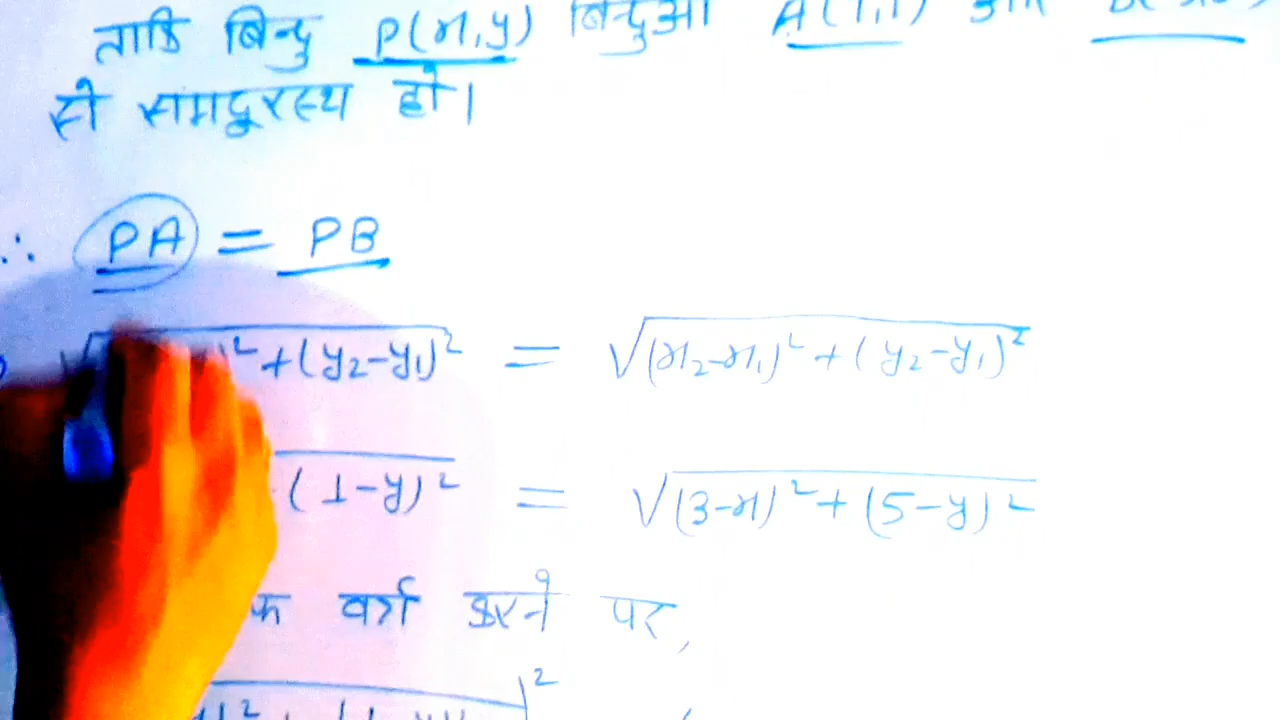 ताकि बिन्दु P(x,y) बिन्दुओं A(1,1) और
से समदूरस्थ हो।
∴ PA = PB
² + (y₂-y₁)² = √(x₂-x₁)² + (y₂-y₁)²
(1-y)² = √(3-x)² + (5-y)²
वर्ग करने पर,